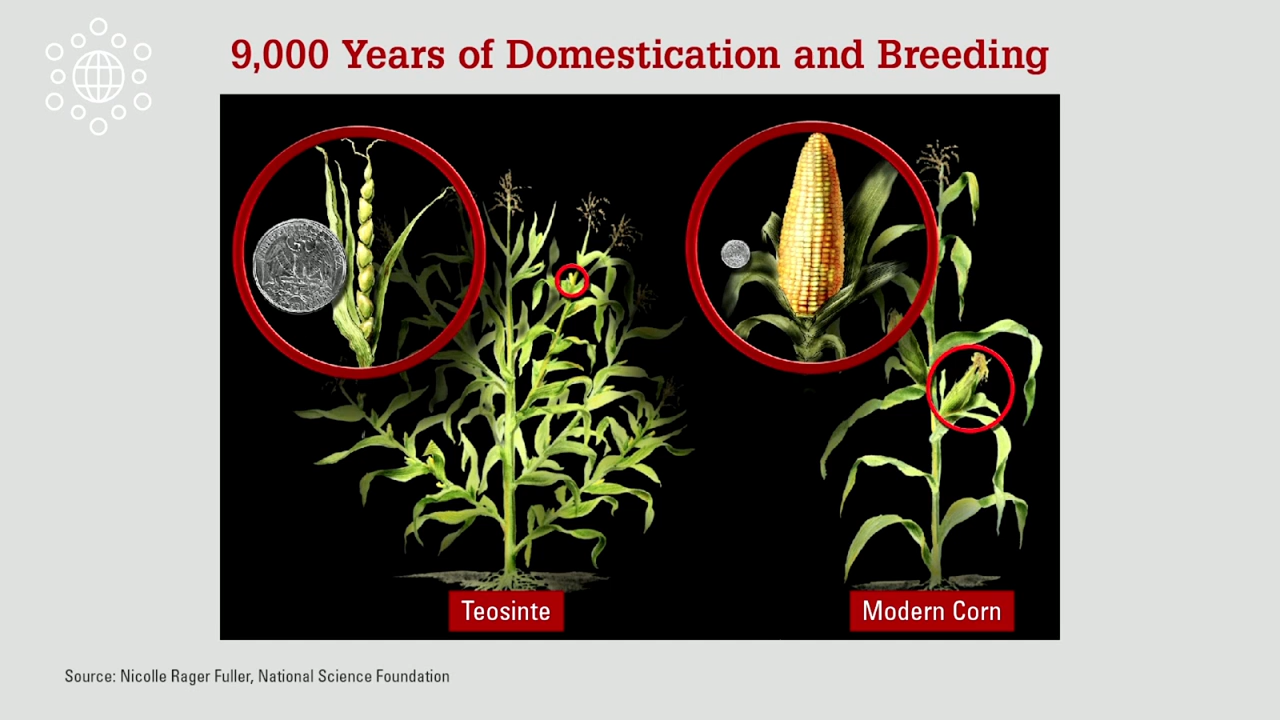 9,000 Years of Domestication and Breeding
Teosinte
Modern Corn
Source: Nicolle Rager Fuller, National Science Foundation